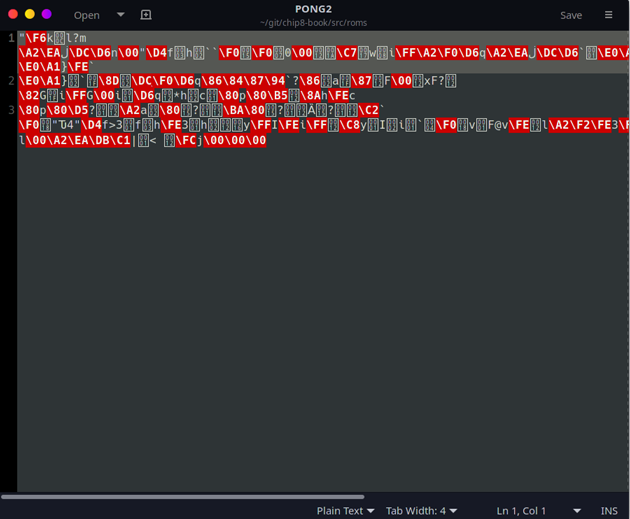 Open
PONG2
~/git/chip8-book/src/roms
Save
1 "\F6k l?m
\A2\EAل\DC\D6n\00"\D4f h ``\F0 \F0 @\00 \C7 w i\FF\A2\F0\D6q\A2\EAل\DC\D6` \E0\A
\E0\A1}\FE`
2 \E0\A1} ` \8D \DC\F0\D6q\86\84\87\94`?\86 a \87 F\00 xF?
\82G i\FFG\00i \D6q *h c \80p\80\B5 \8Ah\FEc
3 \80p\80\D5? \A2a \80 ? \BA\80 ? ? \C2`
\F0 " 4"\D4f>3 f h\FE3 h y\FFI\FEi\FF \C8y I i ` \F0 v F@v\FE l\A2\F2\FE3\F
l\00\A2\EA\DB\C1| < \FCj\00\00\00
Plain Text Tab Width: 4 Ln 1, Col 1 INS